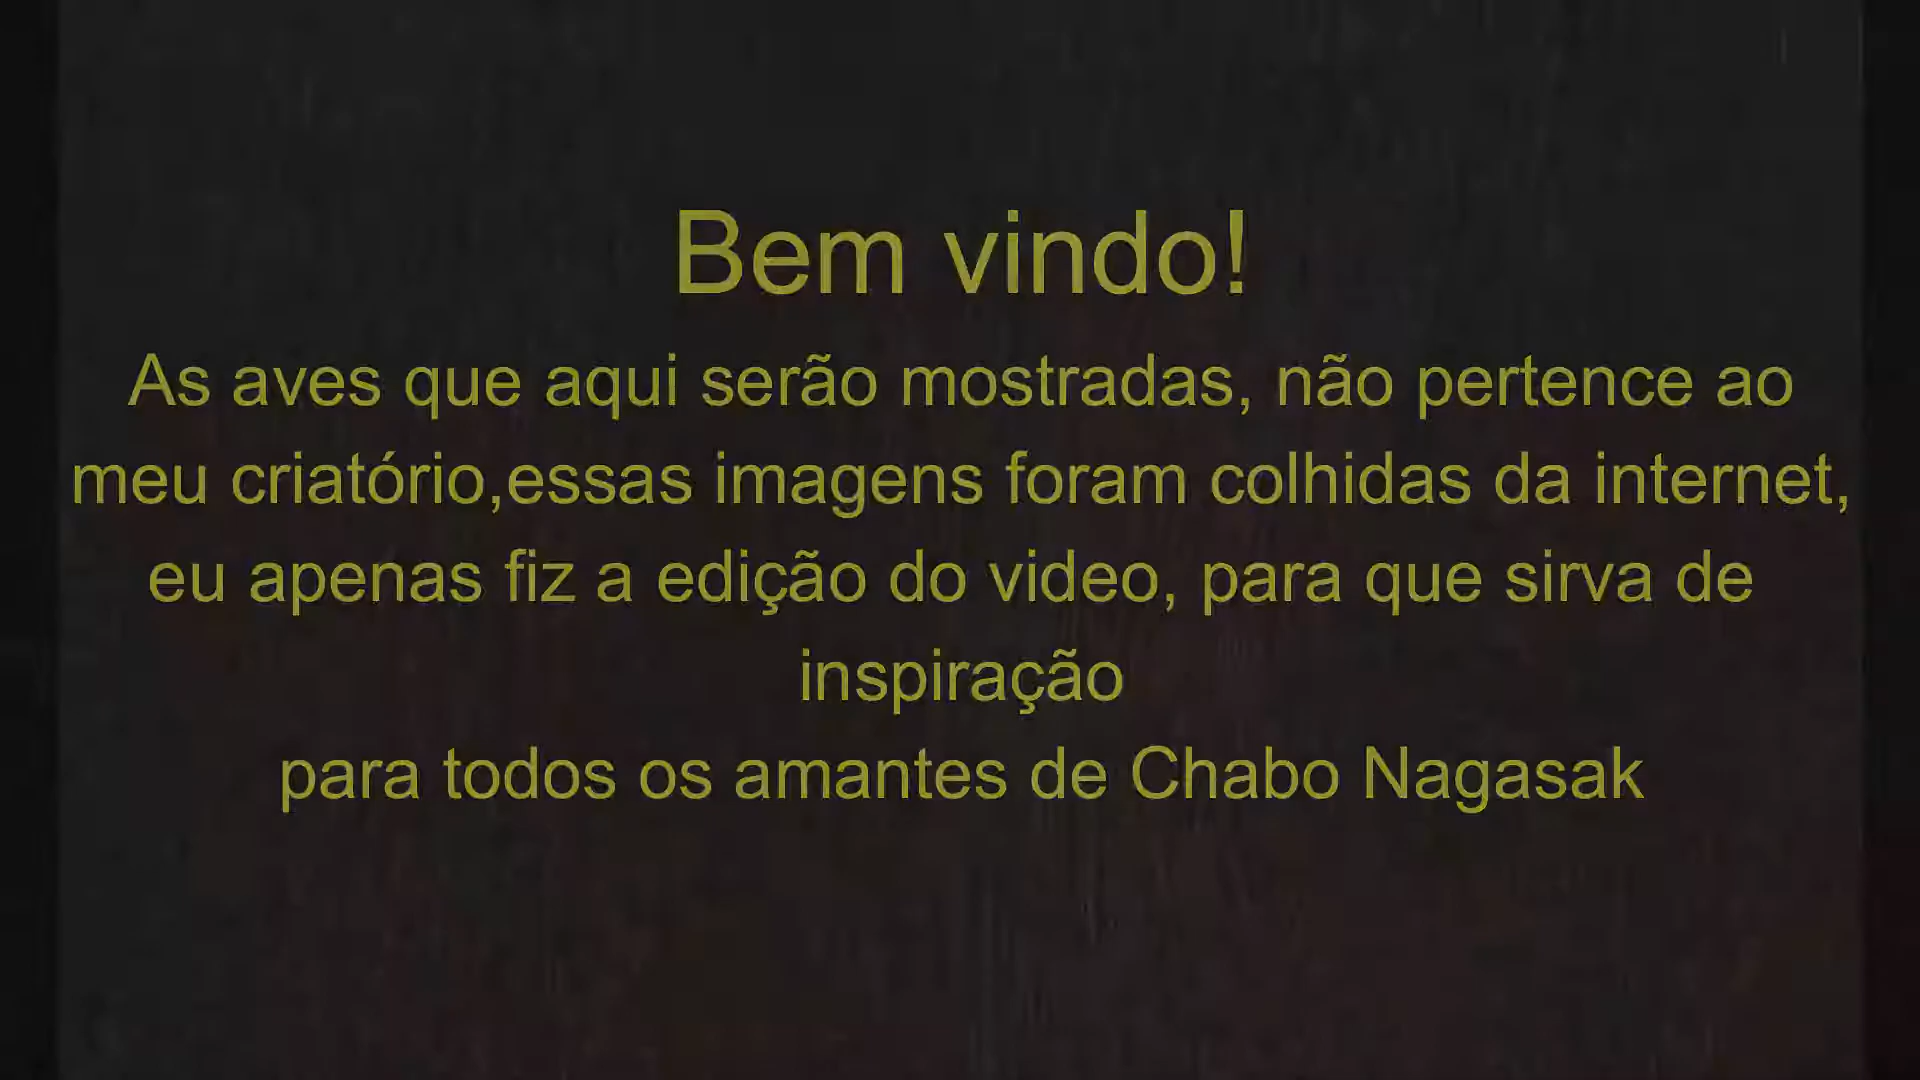 Bem vindo!
As aves que aqui serão mostradas, não pertence ao
meu criatório,essas imagens foram colhidas da internet,
eu apenas fiz a edição do video, para que sirva de
inspiração
para todos os amantes de Chabo Nagasak